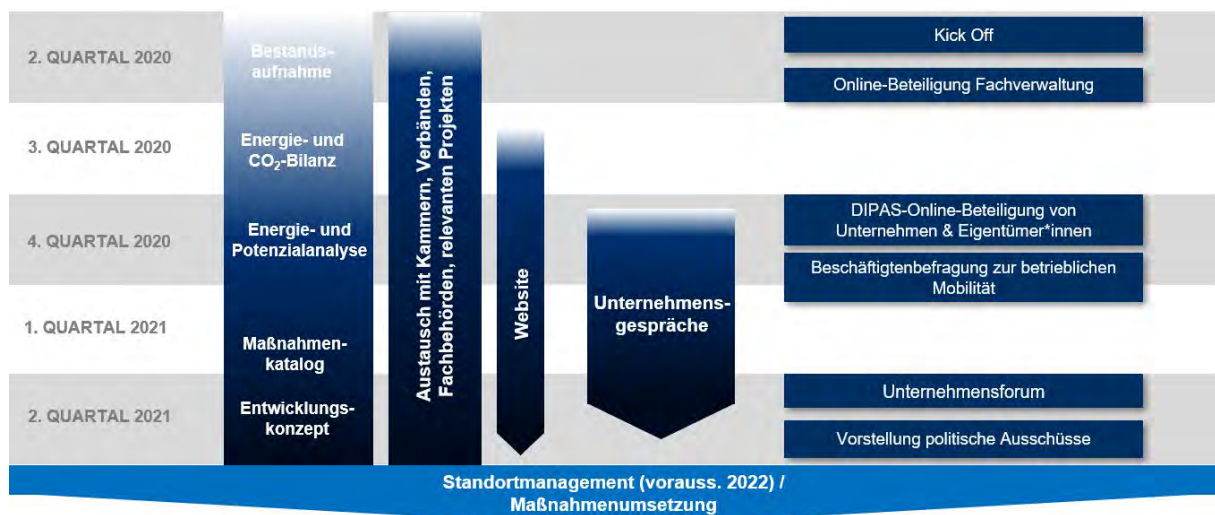 2. QUARTAL 2020
3. QUARTAL 2020
4. QUARTAL 2020
1. QUARTAL 2021
2. QUARTAL 2021
Bestands-
aufnahme
Energie- und
CO₂-Bilanz
Energie- und
Potenzialanalyse
Maßnahmen-
katalog
Entwicklungs-
konzept
Austausch mit Kammern, Verbänden,
Fachbehörden, relevanten Projekten
Website
Unternehmens-
gespräche
Kick Off
Online-Beteiligung Fachverwaltung
DIPAS-Online-Beteiligung von
Unternehmen & Eigentümer*innen
Beschäftigtenbefragung zur betrieblichen
Mobilität
Unternehmensforum
Vorstellung politische Ausschüsse
Standortmanagement (vorauss. 2022) /
Maßnahmenumsetzung